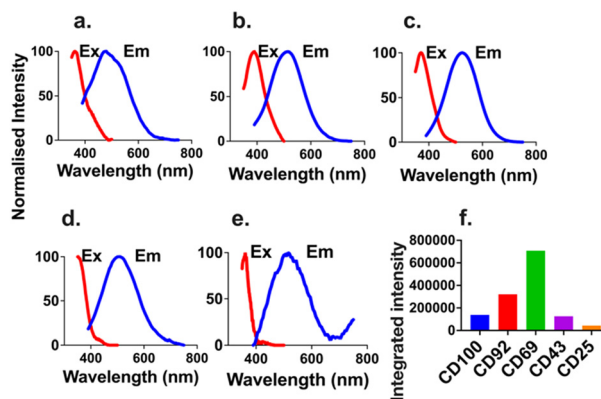 a.
b.
c.
Normalised Intensity
100
50
0
Ex
Em
400
600
800
Wavelength (nm)
100
50
0
Ex
Em
400
600
800
Wavelength (nm)
100
50
0
Ex
Em
400
600
800
Wavelength (nm)
d.
e.
f.
100
50
0
Ex
Em
400
600
800
Wavelength (nm)
100
50
0
Ex
Em
400
600
800
Wavelength (nm)
Integrated intensity
800000
600000
400000
200000
0
CD100
CD92
CD69
CD43
CD25